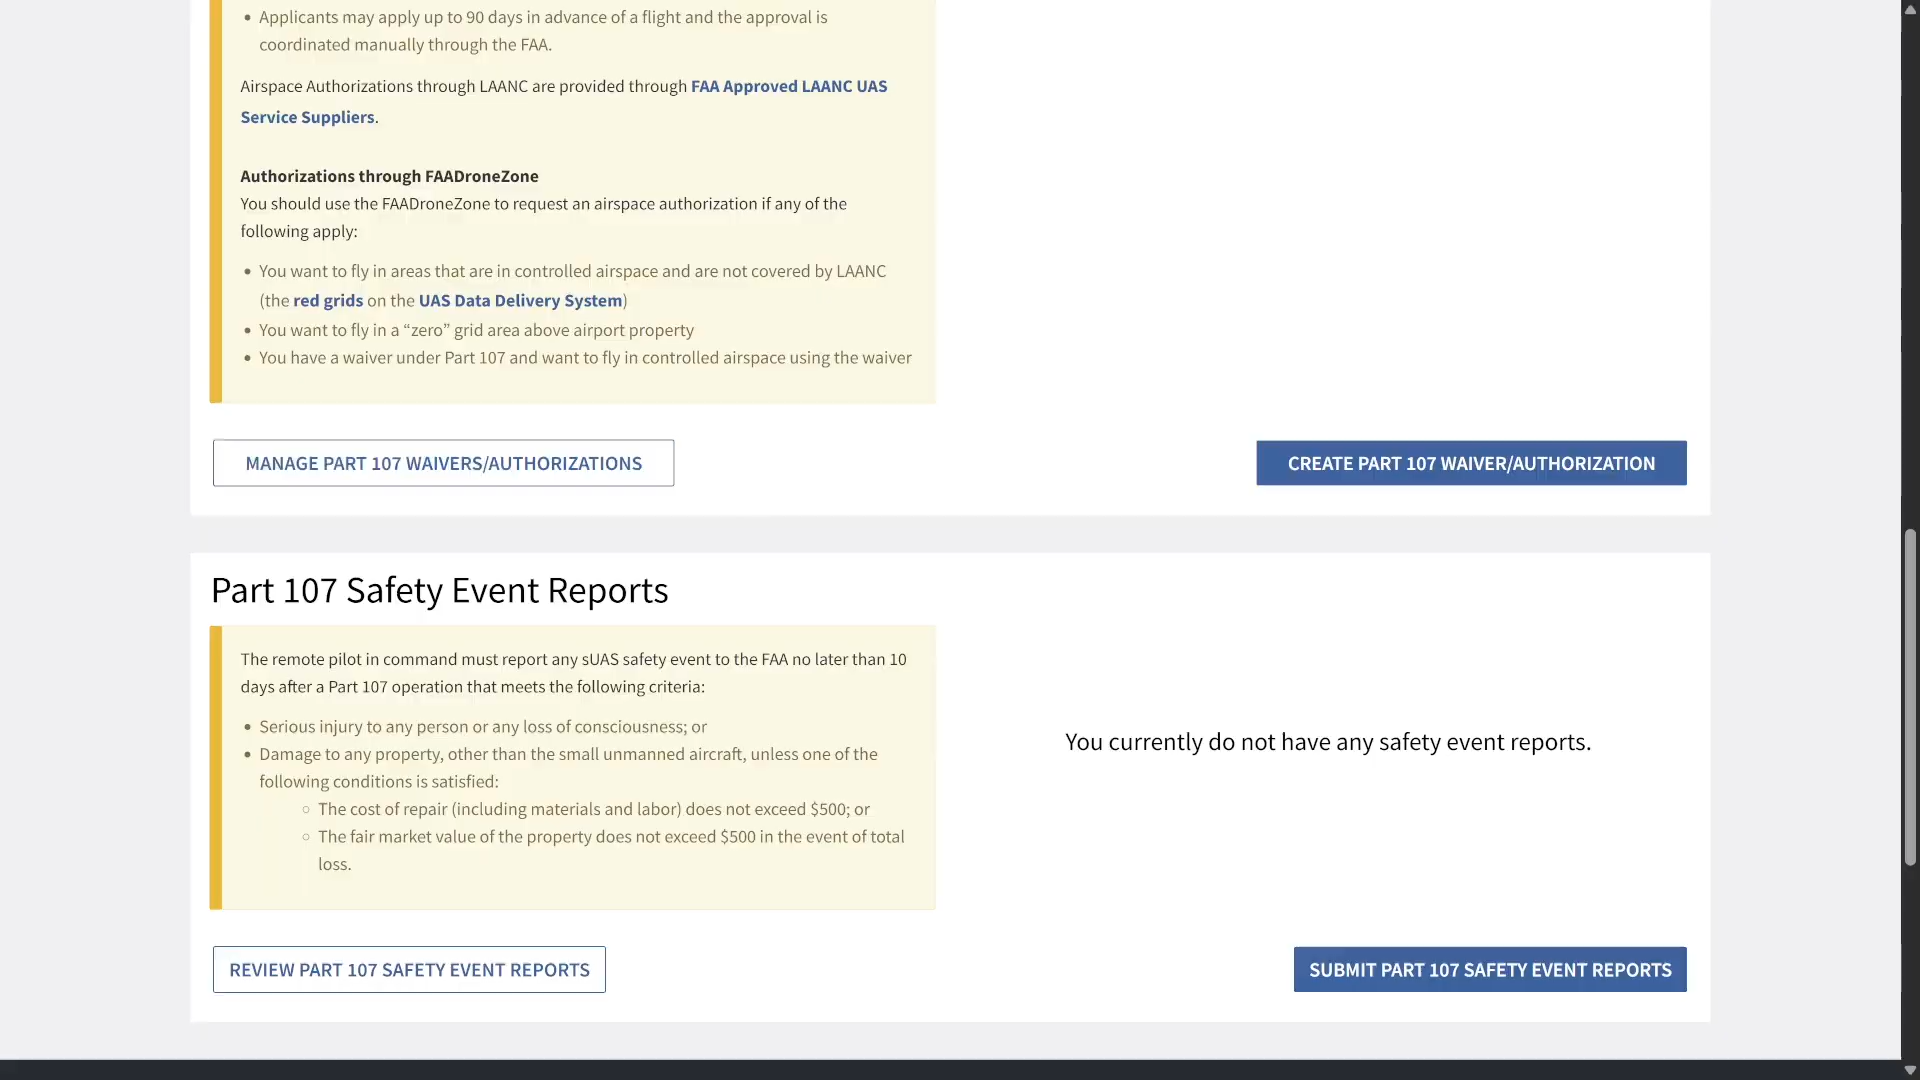 Applicants may apply up to 90 days in advance of a flight and the approval is
coordinated manually through the FAA.
Airspace Authorizations through LAANC are provided through FAA Approved LAANC UAS
Service Suppliers.
Authorizations through FAADroneZone
You should use the FAADroneZone to request an airspace authorization if any of the
following apply:
You want to fly in areas that are in controlled airspace and are not covered by LAANC
(the red grids on the UAS Data Delivery System)
You want to fly in a “zero” grid area above airport property
You have a waiver under Part 107 and want to fly in controlled airspace using the waiver
MANAGE PART 107 WAIVERS/AUTHORIZATIONS
CREATE PART 107 WAIVER/AUTHORIZATION
Part 107 Safety Event Reports
The remote pilot in command must report any sUAS safety event to the FAA no later than 10
days after a Part 107 operation that meets the following criteria:
Serious injury to any person or any loss of consciousness; or
Damage to any property, other than the small unmanned aircraft, unless one of the
following conditions is satisfied:
The cost of repair (including materials and labor) does not exceed $500; or
The fair market value of the property does not exceed $500 in the event of total
loss.
You currently do not have any safety event reports.
REVIEW PART 107 SAFETY EVENT REPORTS
SUBMIT PART 107 SAFETY EVENT REPORTS